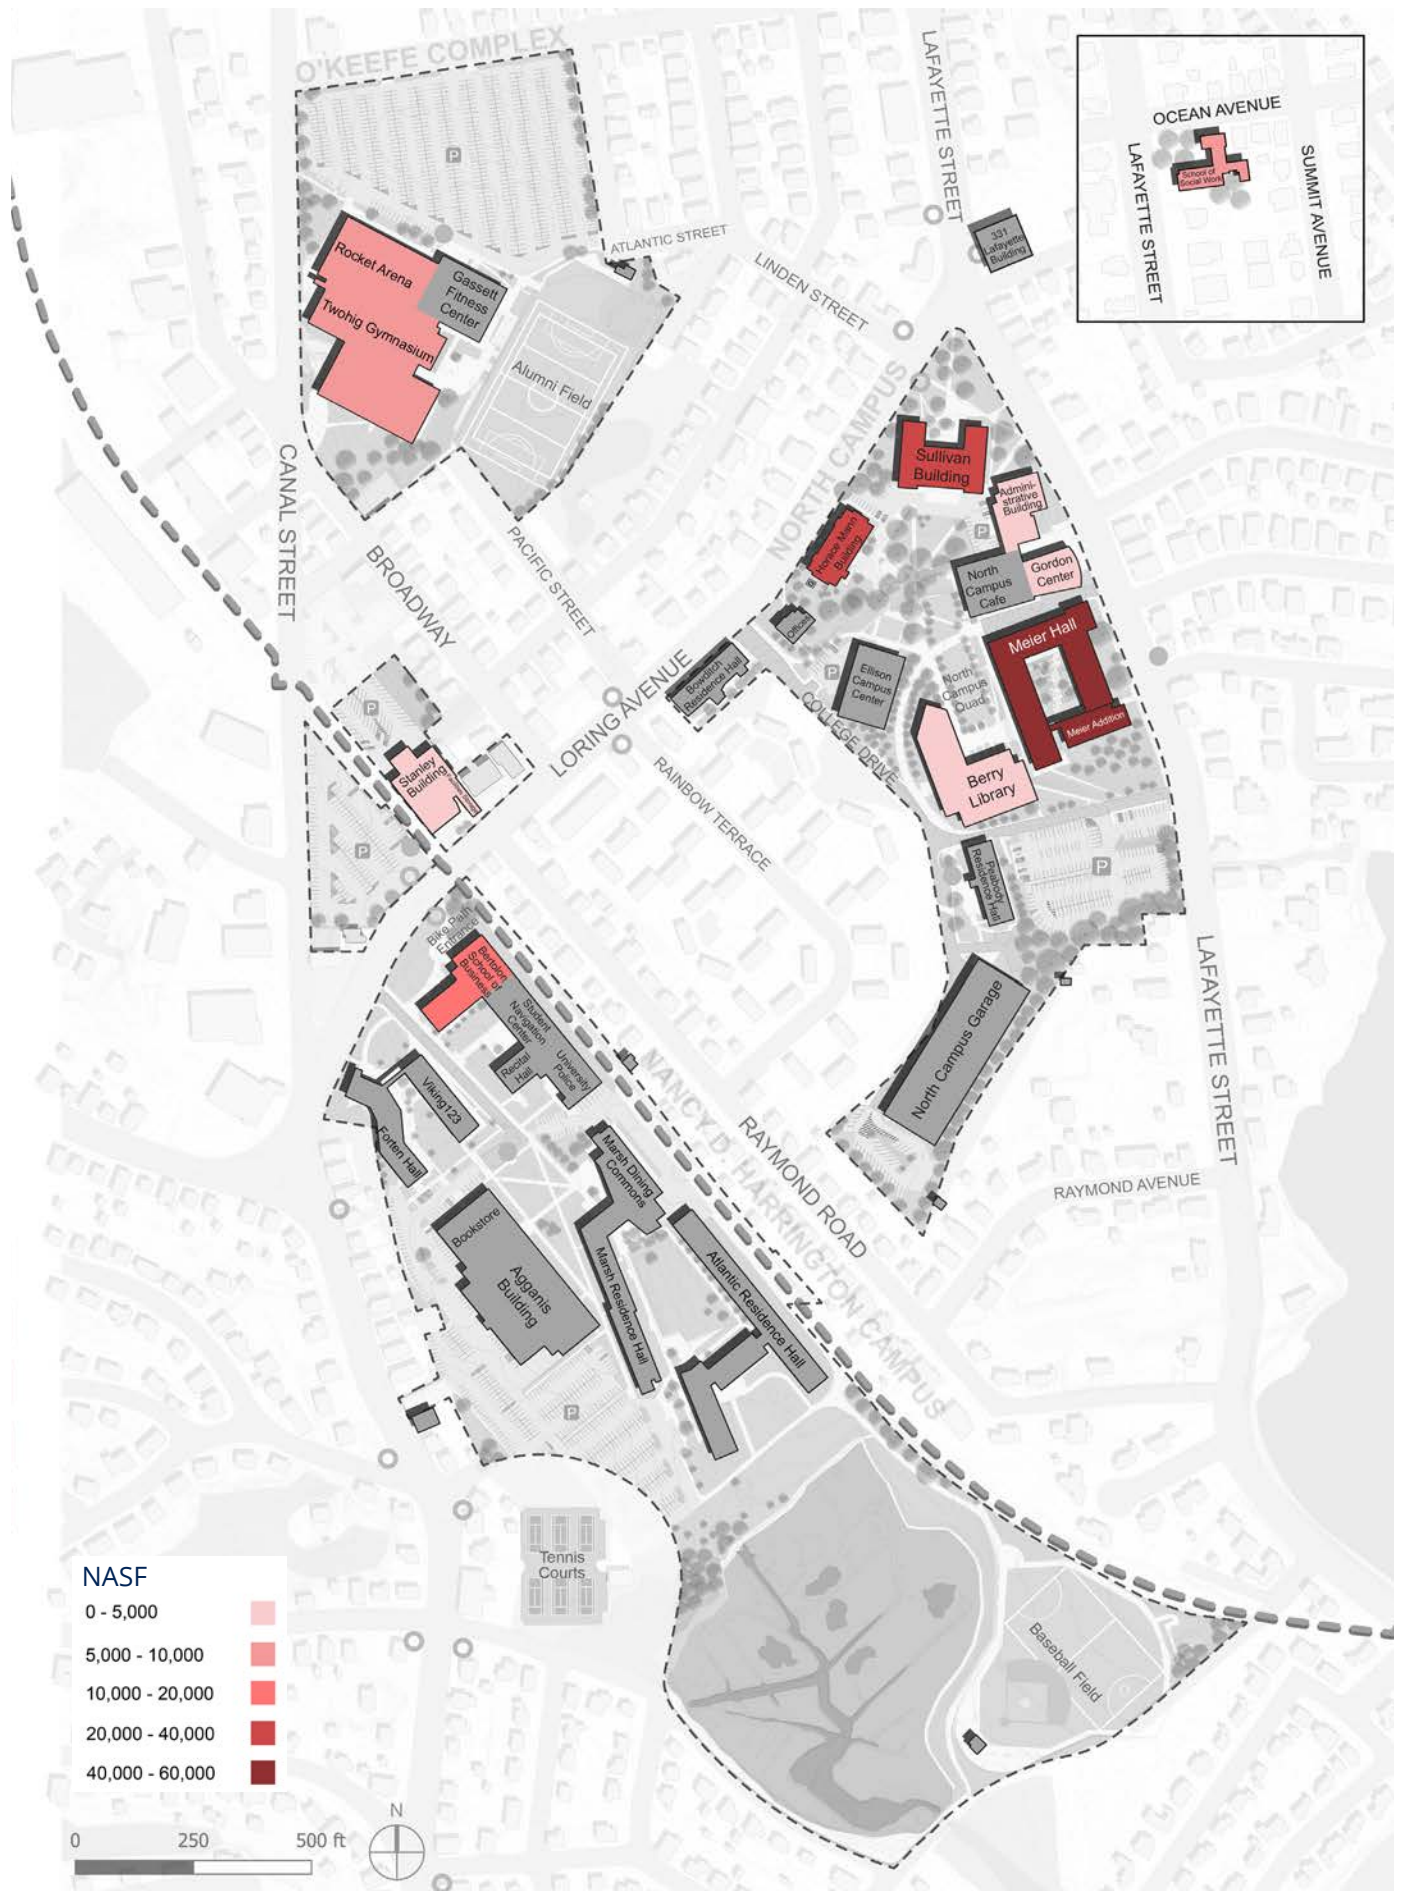 O'KEEFE COMPLEX
LAFAYETTE STREET
OCEAN AVENUE
LAFAYETTE STREET
School of
Social Work
SUMMIT AVENUE
P
ATLANTIC STREET
331
Lafayette
Building
LINDEN STREET
Rocket Arena
Gassett
Fitness
Center
Twohig Gymnasium
Alumni Field
NORTH CAMPUS
Sullivan
Building
Admini-
strative
Building
P
Horace Mann
Building
North
Campus
Cafe
Gordon
Center
CANAL STREET
BROADWAY
PACIFIC STREET
Offices
Meier Hall
Meier Addition
Bowditch
Residence Hall
P
Ellison
Campus
Center
North
Campus
Quad
LORING AVENUE
COLLEGE DRIVE
P
Stanley
Building
Facilities Storage
Berry
Library
RAINBOW TERRACE
P
Peabody
Residence Hall
P
Bike Path
Entrance
Bertolon
School of
Business
Student
Navigation
Center
University
Police
Recital
Hall
North Campus Garage
LAFAYETTE STREET
Viking123
Forten Hall
NANCY D. HARRINGTON CAMPUS
RAYMOND ROAD
RAYMOND AVENUE
Marsh Dining
Commons
Bookstore
Agganis
Building
Marsh Residence Hall
Atlantic Residence Hall
P
Tennis
Courts
Baseball Field
NASF
0 - 5,000
5,000 - 10,000
10,000 - 20,000
20,000 - 40,000
40,000 - 60,000
N
0 250 500 ft